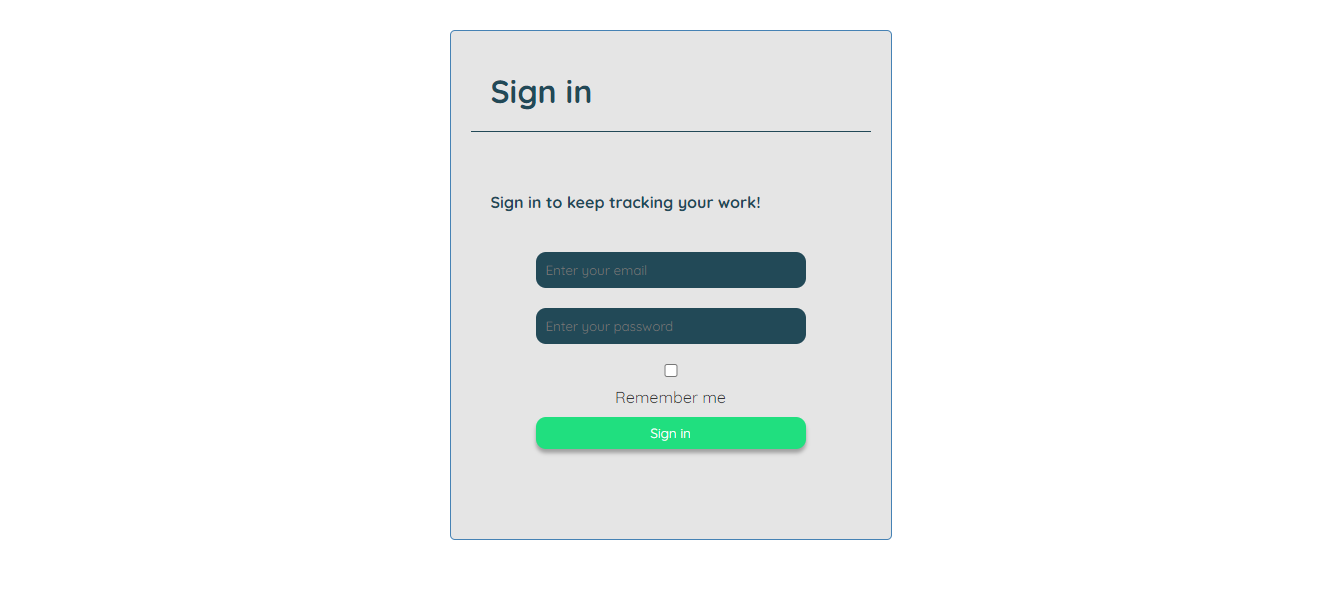 Sign in
Sign in to keep tracking your work!
Enter your email
Enter your password
Remember me
Sign in